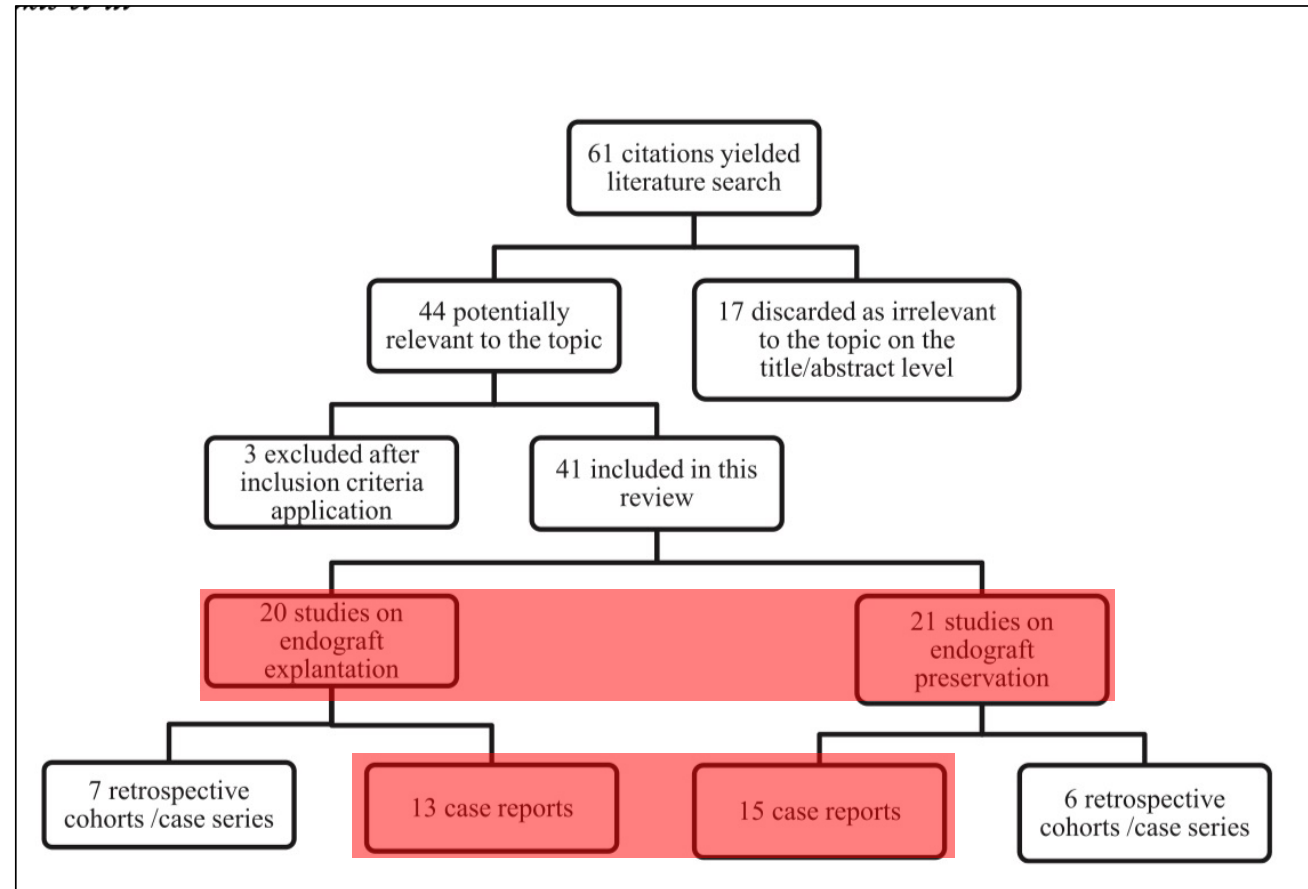 61 citations yielded
literature search
44 potentially
relevant to the topic
17 discarded as irrelevant
to the topic on the
title/abstract level
3 excluded after
inclusion criteria
application
41 included in this
review
20 studies on
endograft
explantation
21 studies on
endograft
preservation
7 retrospective
cohorts /case series
13 case reports
15 case reports
6 retrospective
cohorts /case series